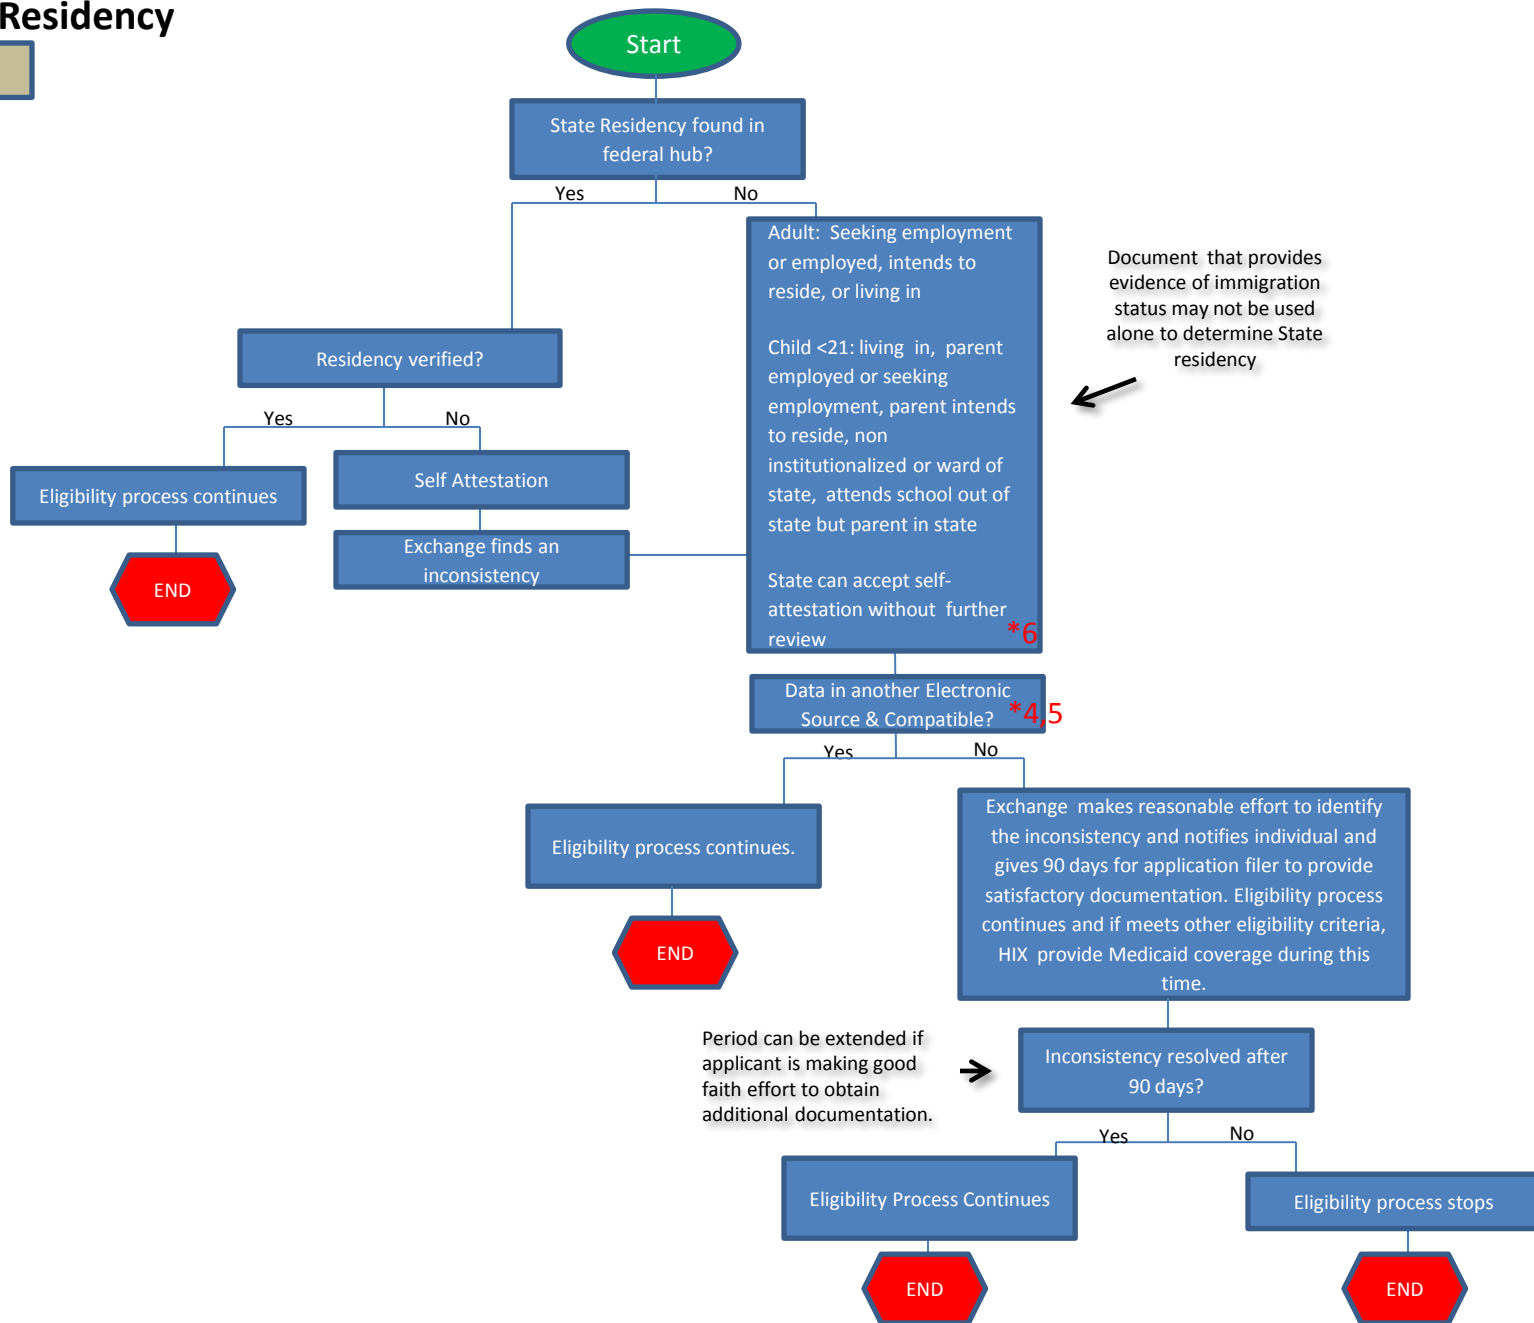 Residency
Start
State Residency found in
federal hub?
Yes
No
Adult: Seeking employment
or employed, intends to
reside, or living in
Child <21: living in, parent
employed or seeking
employment, parent intends
to reside, non
institutionalized or ward of
state, attends school out of
state but parent in state
State can accept self-
attestation without further
review
*6
Document that provides
evidence of immigration
status may not be used
alone to determine State
residency
Residency verified?
Yes
No
Eligibility process continues
END
Self Attestation
Exchange finds an
inconsistency
Data in another Electronic
Source & Compatible?
*4,5
Yes
No
Eligibility process continues.
END
Exchange makes reasonable effort to identify
the inconsistency and notifies individual and
gives 90 days for application filer to provide
satisfactory documentation. Eligibility process
continues and if meets other eligibility criteria,
HIX provide Medicaid coverage during this
time.
Period can be extended if
applicant is making good
faith effort to obtain
additional documentation.
Inconsistency resolved after
90 days?
Yes
No
Eligibility Process Continues
END
Eligibility process stops
END